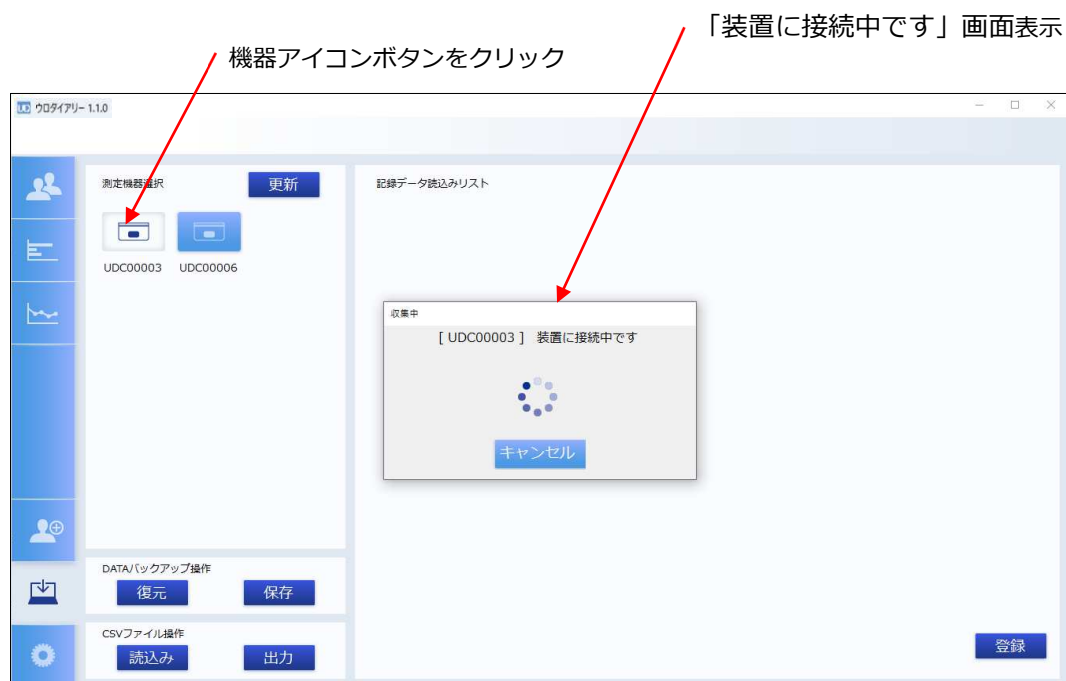 「装置に接続中です」画面表示
機器アイコンボタンをクリック
ウロダイアリー 1.1.0
測定機器選択
更新
記録データ読込みリスト
UDC00003 UDC00006
収集中
[ UDC00003 ] 装置に接続中です
キャンセル
DATAバックアップ操作
復元 保存
CSVファイル操作
読込み 出力
登録